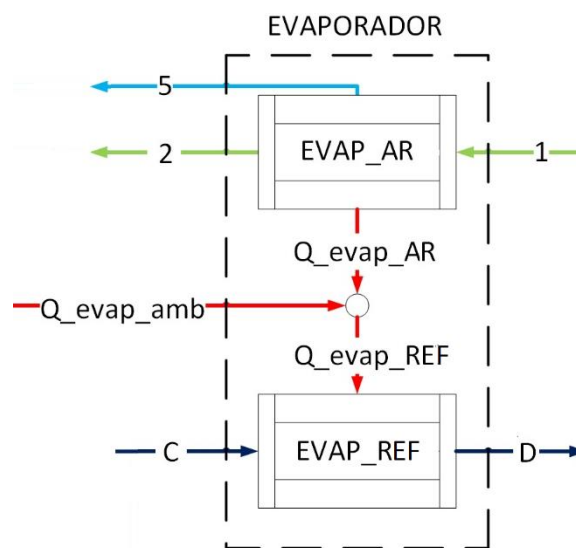 EVAPORADOR
5
EVAP_AR
2
1
Q_evap_AR
Q_evap_amb
Q_evap_REF
C
EVAP_REF
D